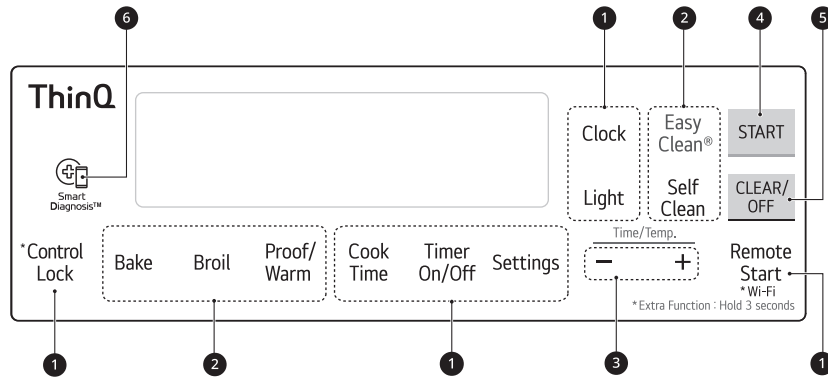 6
1
2
4
5
ThinQ
Clock
Easy
Clean®
START
Smart
Diagnosis™
Light
Self
Clean
CLEAR/
OFF
Time/Temp.
*Control
Lock
Bake
Broil
Proof/
Warm
Cook
Time
Timer
On/Off
Settings
− +
Remote
Start
*Wi-Fi
*Extra Function : Hold 3 seconds
1
2
1
3
1